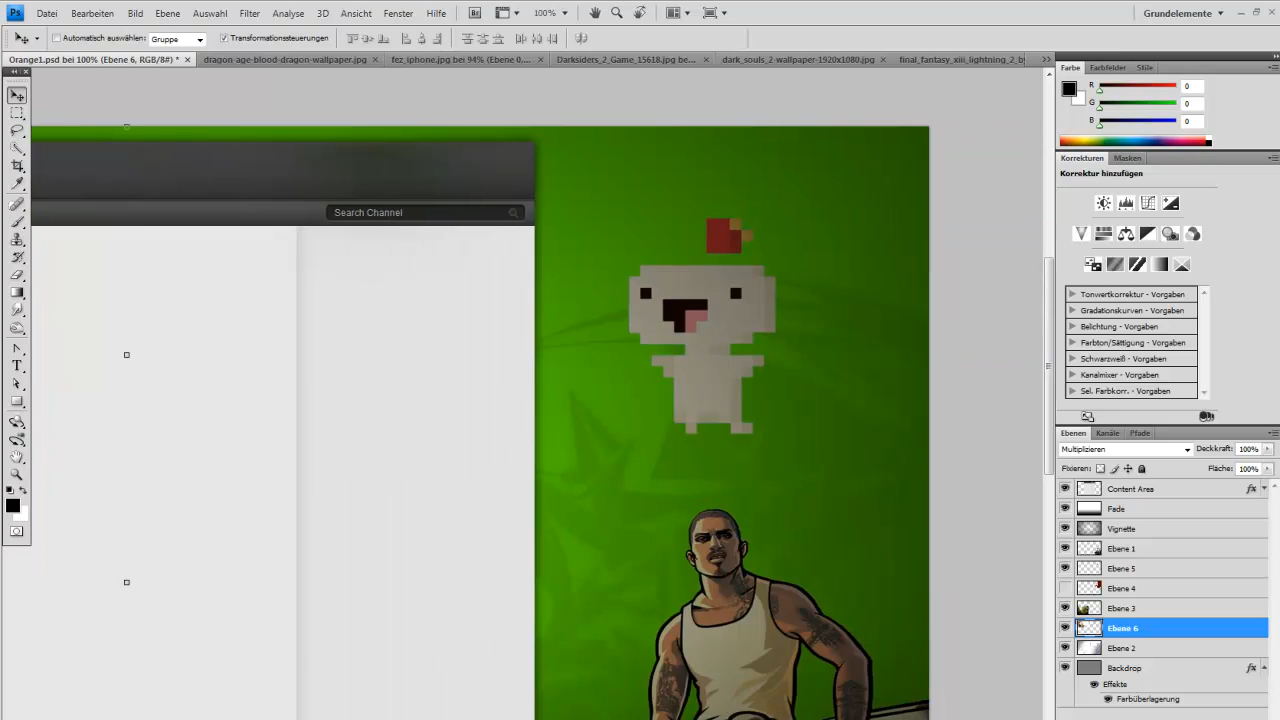 Ps Datei Bearbeiten Bild Ebene Auswahl Filter Analyse 3D Ansicht Fenster Hilfe Br 100% Grundelemente
Automatisch auswählen: Gruppe Transformationssteuerungen
Orange1.psd bei 100% (Ebene 6, RGB/8#) * dragon-age-blood-dragon-wallpaper.jpg fez_iphone.jpg bei 94% (Ebene 0,... Darksiders_2_Game_15618.jpg be... dark_souls_2-wallpaper-1920x1080.jpg final_fantasy_xiii_lightning_2_b
Search Channel
Farbe Farbfelder Stile
R 0
G 0
B 0
Korrekturen Masken
Korrektur hinzufügen
Tonwertkorrektur - Vorgaben
Gradationskurven - Vorgaben
Belichtung - Vorgaben
Farbton/Sättigung - Vorgaben
Schwarzweiß - Vorgaben
Kanalmixer - Vorgaben
Sel. Farbkorr. - Vorgaben
Ebenen Kanäle Pfade
Multiplizieren Deckkraft: 100%
Fixieren: Fläche: 100%
Content Area fx
Fade
Vignette
Ebene 1
Ebene 5
Ebene 4
Ebene 3
Ebene 6
Ebene 2
Backdrop fx
Effekte
Farbüberlagerung